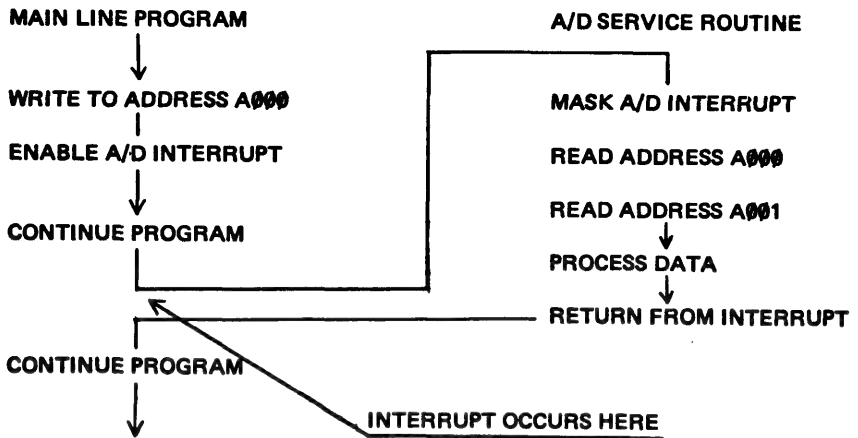 MAIN LINE PROGRAM
WRITE TO ADDRESS AØØØ
ENABLE A/D INTERRUPT
CONTINUE PROGRAM
CONTINUE PROGRAM
A/D SERVICE ROUTINE
MASK A/D INTERRUPT
READ ADDRESS AØØØ
READ ADDRESS AØØ1
PROCESS DATA
RETURN FROM INTERRUPT
INTERRUPT OCCURS HERE